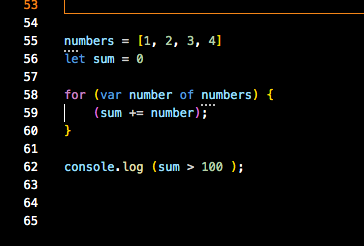 53
54
55 numbers = [1, 2, 3, 4]
56 let sum = 0
57
58 for (var number of numbers) {
59     (sum += number);
60 }
61
62 console.log (sum > 100 );
63
64
65